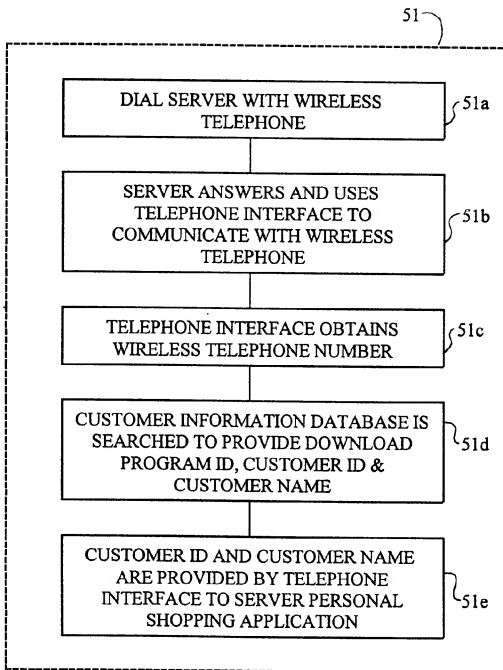 51
DIAL SERVER WITH WIRELESS
TELEPHONE
51a
SERVER ANSWERS AND USES
TELEPHONE INTERFACE TO
COMMUNICATE WITH WIRELESS
TELEPHONE
51b
TELEPHONE INTERFACE OBTAINS
WIRELESS TELEPHONE NUMBER
51c
CUSTOMER INFORMATION DATABASE IS
SEARCHED TO PROVIDE DOWNLOAD
PROGRAM ID, CUSTOMER ID &
CUSTOMER NAME
51d
CUSTOMER ID AND CUSTOMER NAME
ARE PROVIDED BY TELEPHONE
INTERFACE TO SERVER PERSONAL
SHOPPING APPLICATION
51e